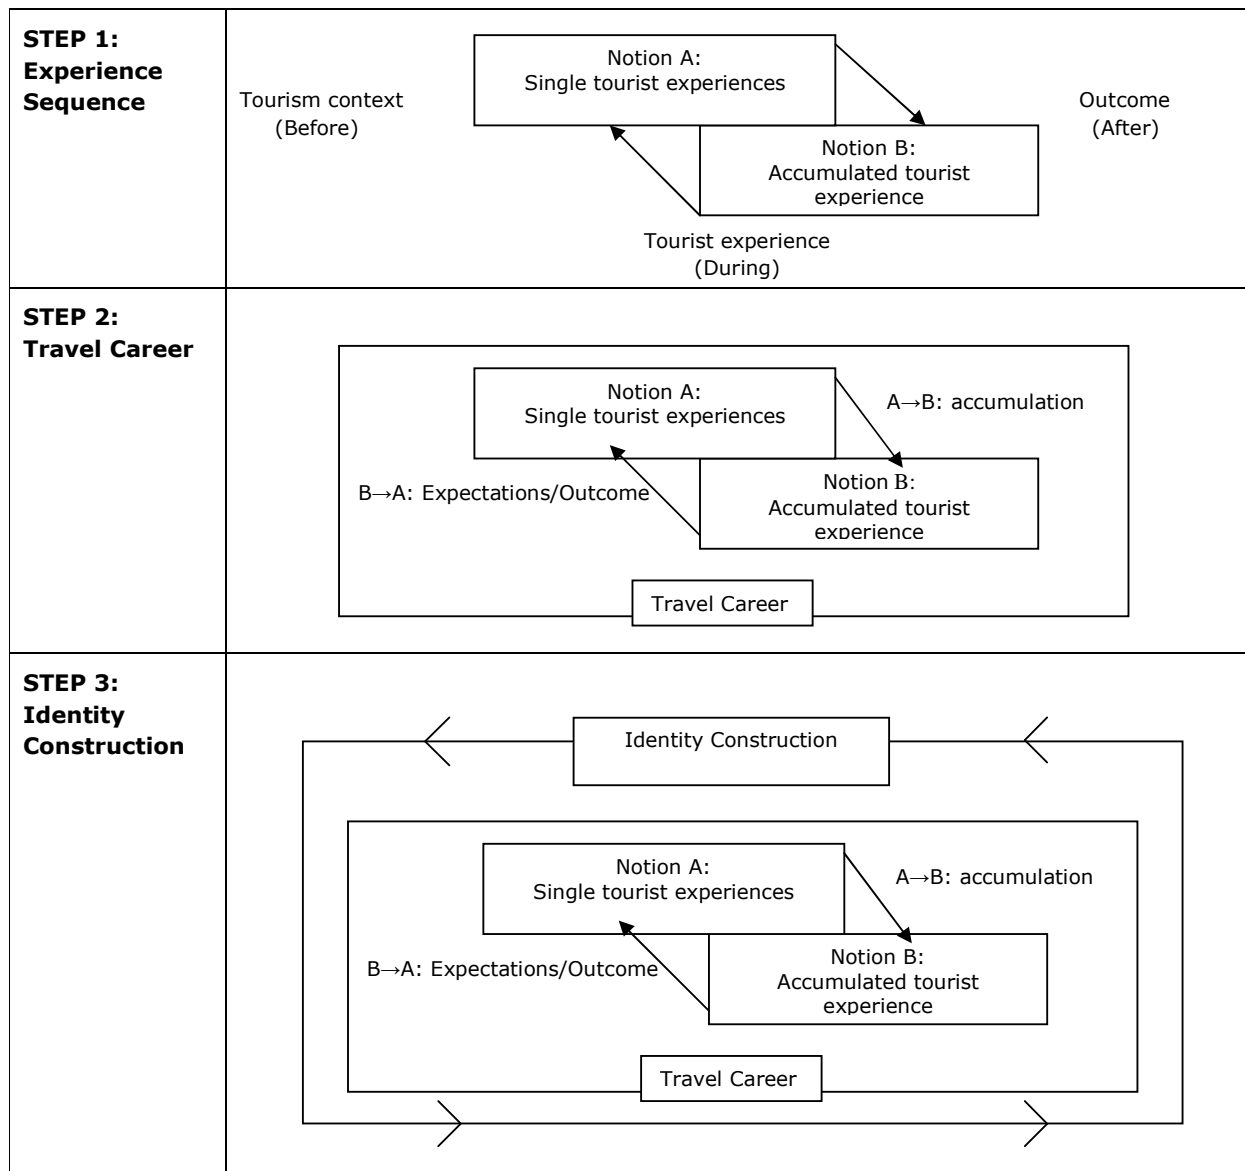 STEP 1:
Experience
Sequence
Notion A:
Single tourist experiences
Tourism context
(Before)
Outcome
(After)
Notion B:
Accumulated tourist
experience
Tourist experience
(During)
STEP 2:
Travel Career
Notion A:
Single tourist experiences
A→B: accumulation
B→A: Expectations/Outcome
Notion B:
Accumulated tourist
experience
Travel Career
STEP 3:
Identity
Construction
Identity Construction
Notion A:
Single tourist experiences
A→B: accumulation
B→A: Expectations/Outcome
Notion B:
Accumulated tourist
experience
Travel Career